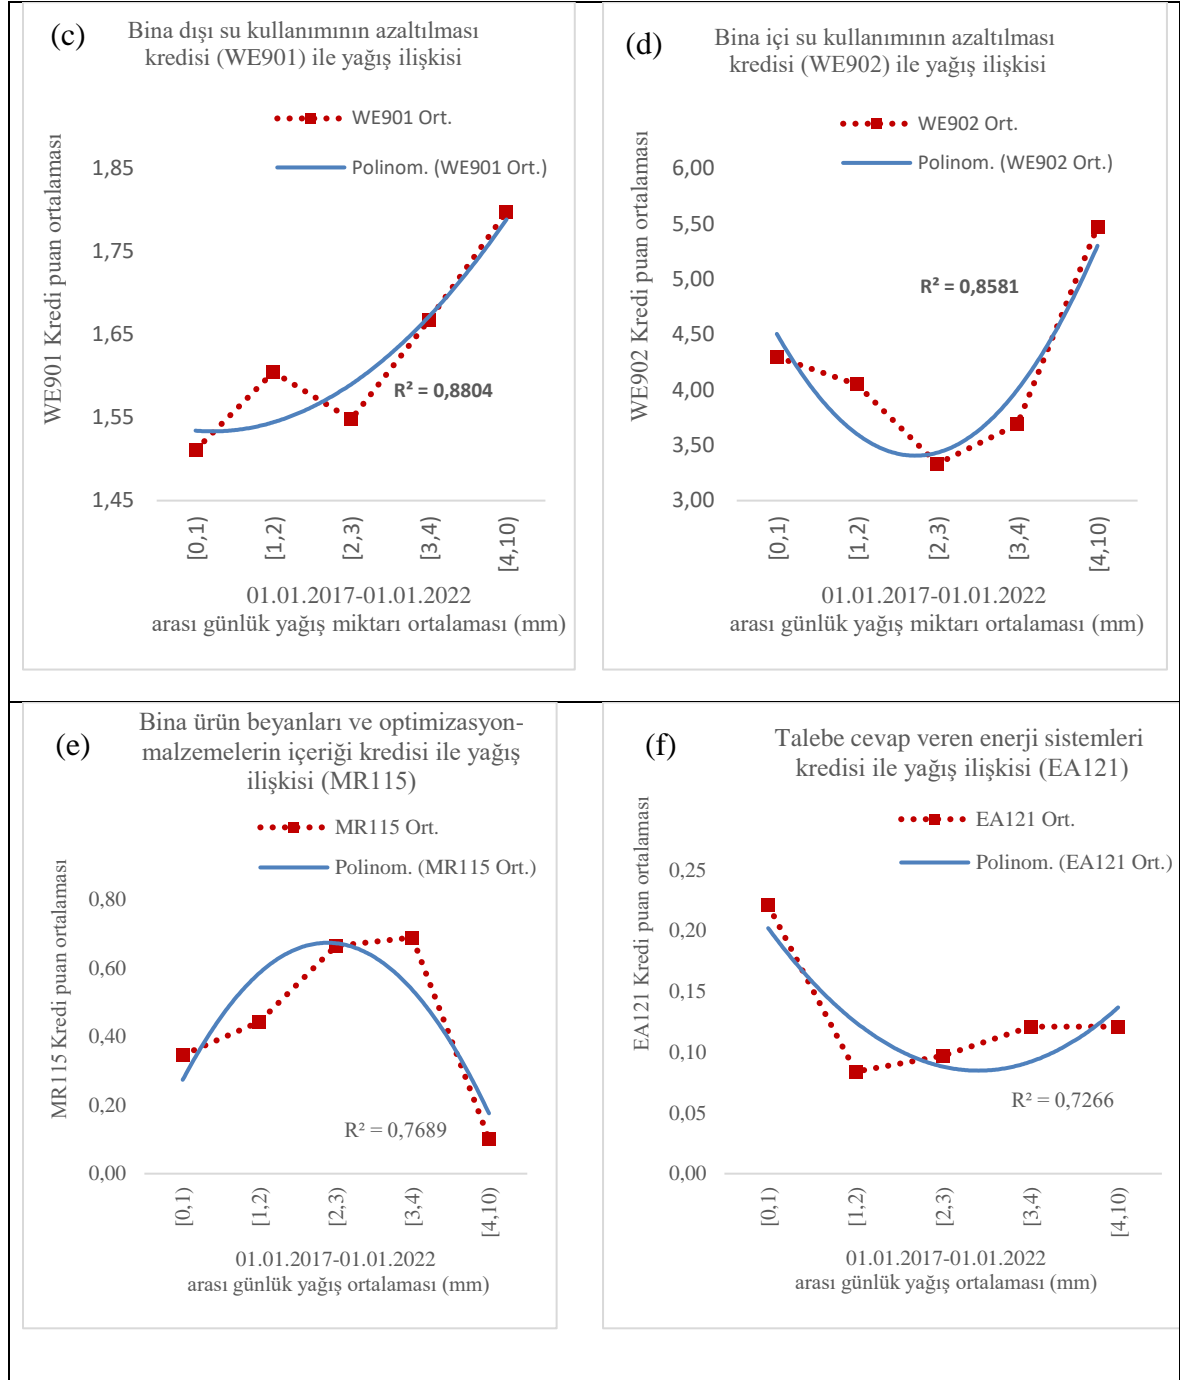 (c)
Bina dışı su kullanımının azaltılması
kredisi (WE901) ile yağış ilişkisi
WE901 Ort.
Polinom. (WE901 Ort.)
WE901 Kredi puan ortalaması
1,85
1,75
1,65
1,55
1,45
R² = 0,8804
[0,1)
[1,2)
[2,3)
[3,4)
[4,10)
01.01.2017-01.01.2022
arası günlük yağış miktarı ortalaması (mm)
(d)
Bina içi su kullanımının azaltılması
kredisi (WE902) ile yağış ilişkisi
WE902 Ort.
Polinom. (WE902 Ort.)
WE902 Kredi puan ortalaması
6,00
5,50
5,00
4,50
4,00
3,50
3,00
R² = 0,8581
[0,1)
[1,2)
[2,3)
[3,4)
[4,10)
01.01.2017-01.01.2022
arası günlük yağış miktarı ortalaması (mm)
(e)
Bina ürün beyanları ve optimizasyon-
malzemelerin içeriği kredisi ile yağış
ilişkisi (MR115)
MR115 Ort.
Polinom. (MR115 Ort.)
MR115 Kredi puan ortalaması
0,80
0,60
0,40
0,20
0,00
R² = 0,7689
[0,1)
[1,2)
[2,3)
[3,4)
[4,10)
01.01.2017-01.01.2022
arası günlük yağış ortalaması (mm)
(f)
Talebe cevap veren enerji sistemleri
kredisi ile yağış ilişkisi (EA121)
EA121 Ort.
Polinom. (EA121 Ort.)
EA121 Kredi puan ortalaması
0,25
0,20
0,15
0,10
0,05
0,00
R² = 0,7266
[0,1)
[1,2)
[2,3)
[3,4)
[4,10)
01.01.2017-01.01.2022
arası günlük yağış ortalaması (mm)